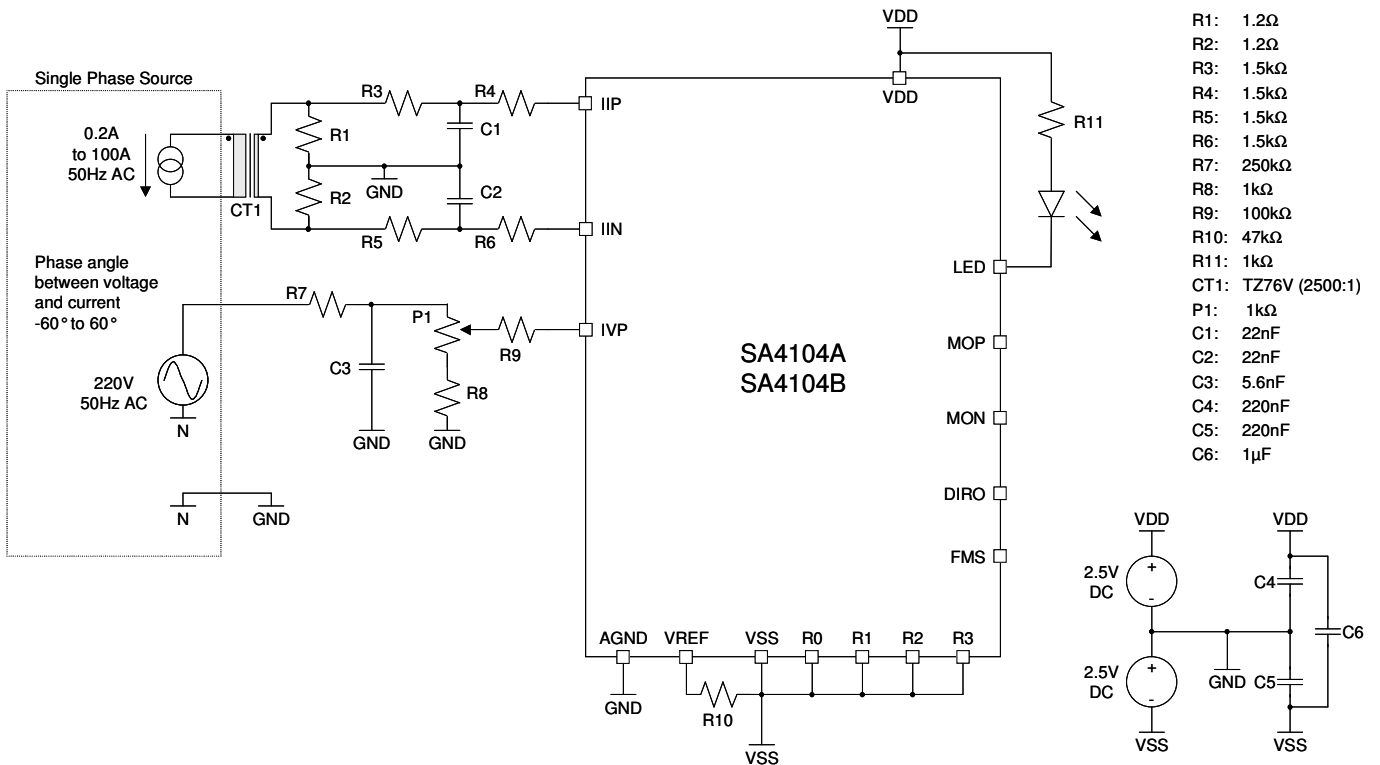 Single Phase Source
0.2A
to 100A
50Hz AC
CT1
R1
R2
R3
R4
C1
GND
C2
R5
R6
IIP
IIN
Phase angle
between voltage
and current
-60° to 60°
220V
50Hz AC
N
R7
P1
C3
R9
R8
GND
GND
IVP
N
GND
SA4104A
SA4104B
VDD
VDD
R11
LED
MOP
MON
DIRO
FMS
AGND
VREF
VSS
R0
R1
R2
R3
GND
R10
VSS
R1: 1.2Ω
R2: 1.2Ω
R3: 1.5kΩ
R4: 1.5kΩ
R5: 1.5kΩ
R6: 1.5kΩ
R7: 250kΩ
R8: 1kΩ
R9: 100kΩ
R10: 47kΩ
R11: 1kΩ
CT1: TZ76V (2500:1)
P1: 1kΩ
C1: 22nF
C2: 22nF
C3: 5.6nF
C4: 220nF
C5: 220nF
C6: 1µF
VDD
VDD
2.5V
DC
+
-
C4
C6
2.5V
DC
+
-
GND
C5
VSS
VSS